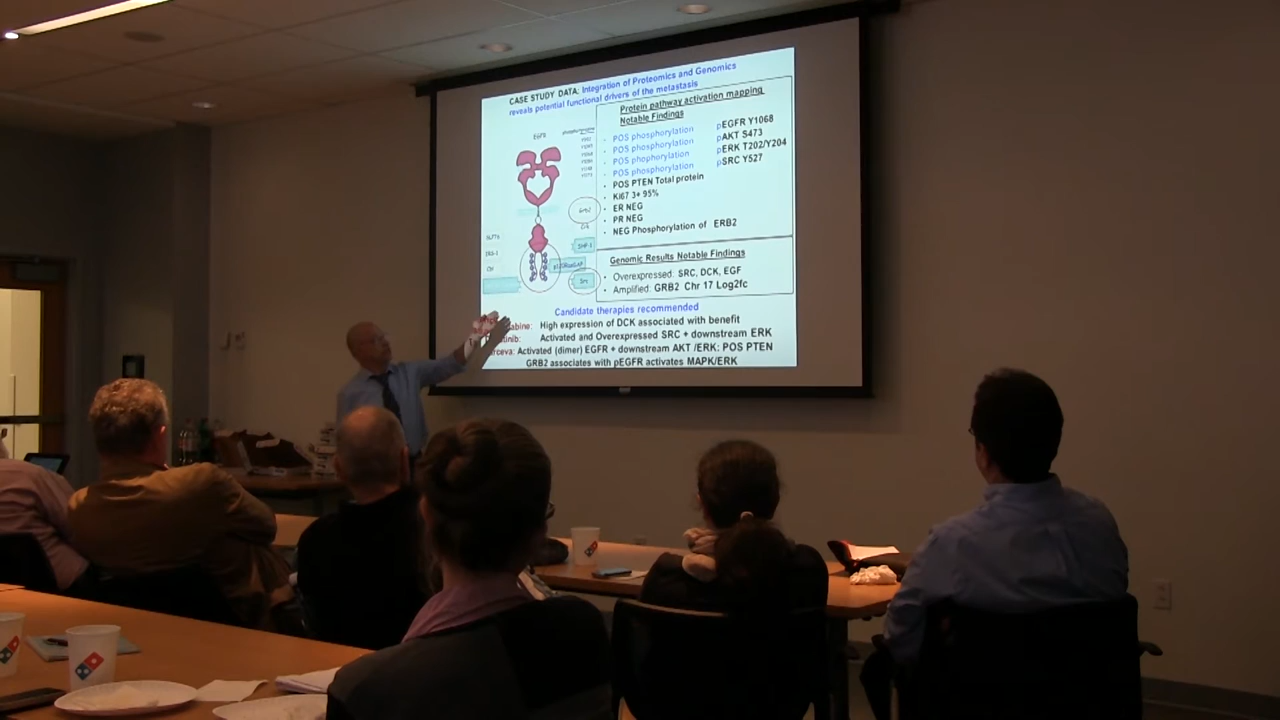 CASE STUDY DATA: Integration of Proteomics and Genomics
reveals potential functional drivers of the metastasis
EGFR
Grb2
SHP-1
Src
Protein pathway activation mapping
Notable Findings
• POS phosphorylation pEGFR Y1068
• POS phosphorylation pAKT S473
• POS phophorylation pERK T202/Y204
• POS phosphorylation pSRC Y527
• POS PTEN Total protein
• Ki67 3+ 95%
• ER NEG
• PR NEG
• NEG Phosphorylation of ERB2
Genomic Results Notable Findings
• Overexpressed: SRC, DCK, EGF
• Amplified: GRB2 Chr 17 Log2fc
Candidate therapies recommended
High expression of DCK associated with benefit
Activated and Overexpressed SRC + downstream ERK
Activated (dimer) EGFR + downstream AKT /ERK: POS PTEN
GRB2 associates with pEGFR activates MAPK/ERK